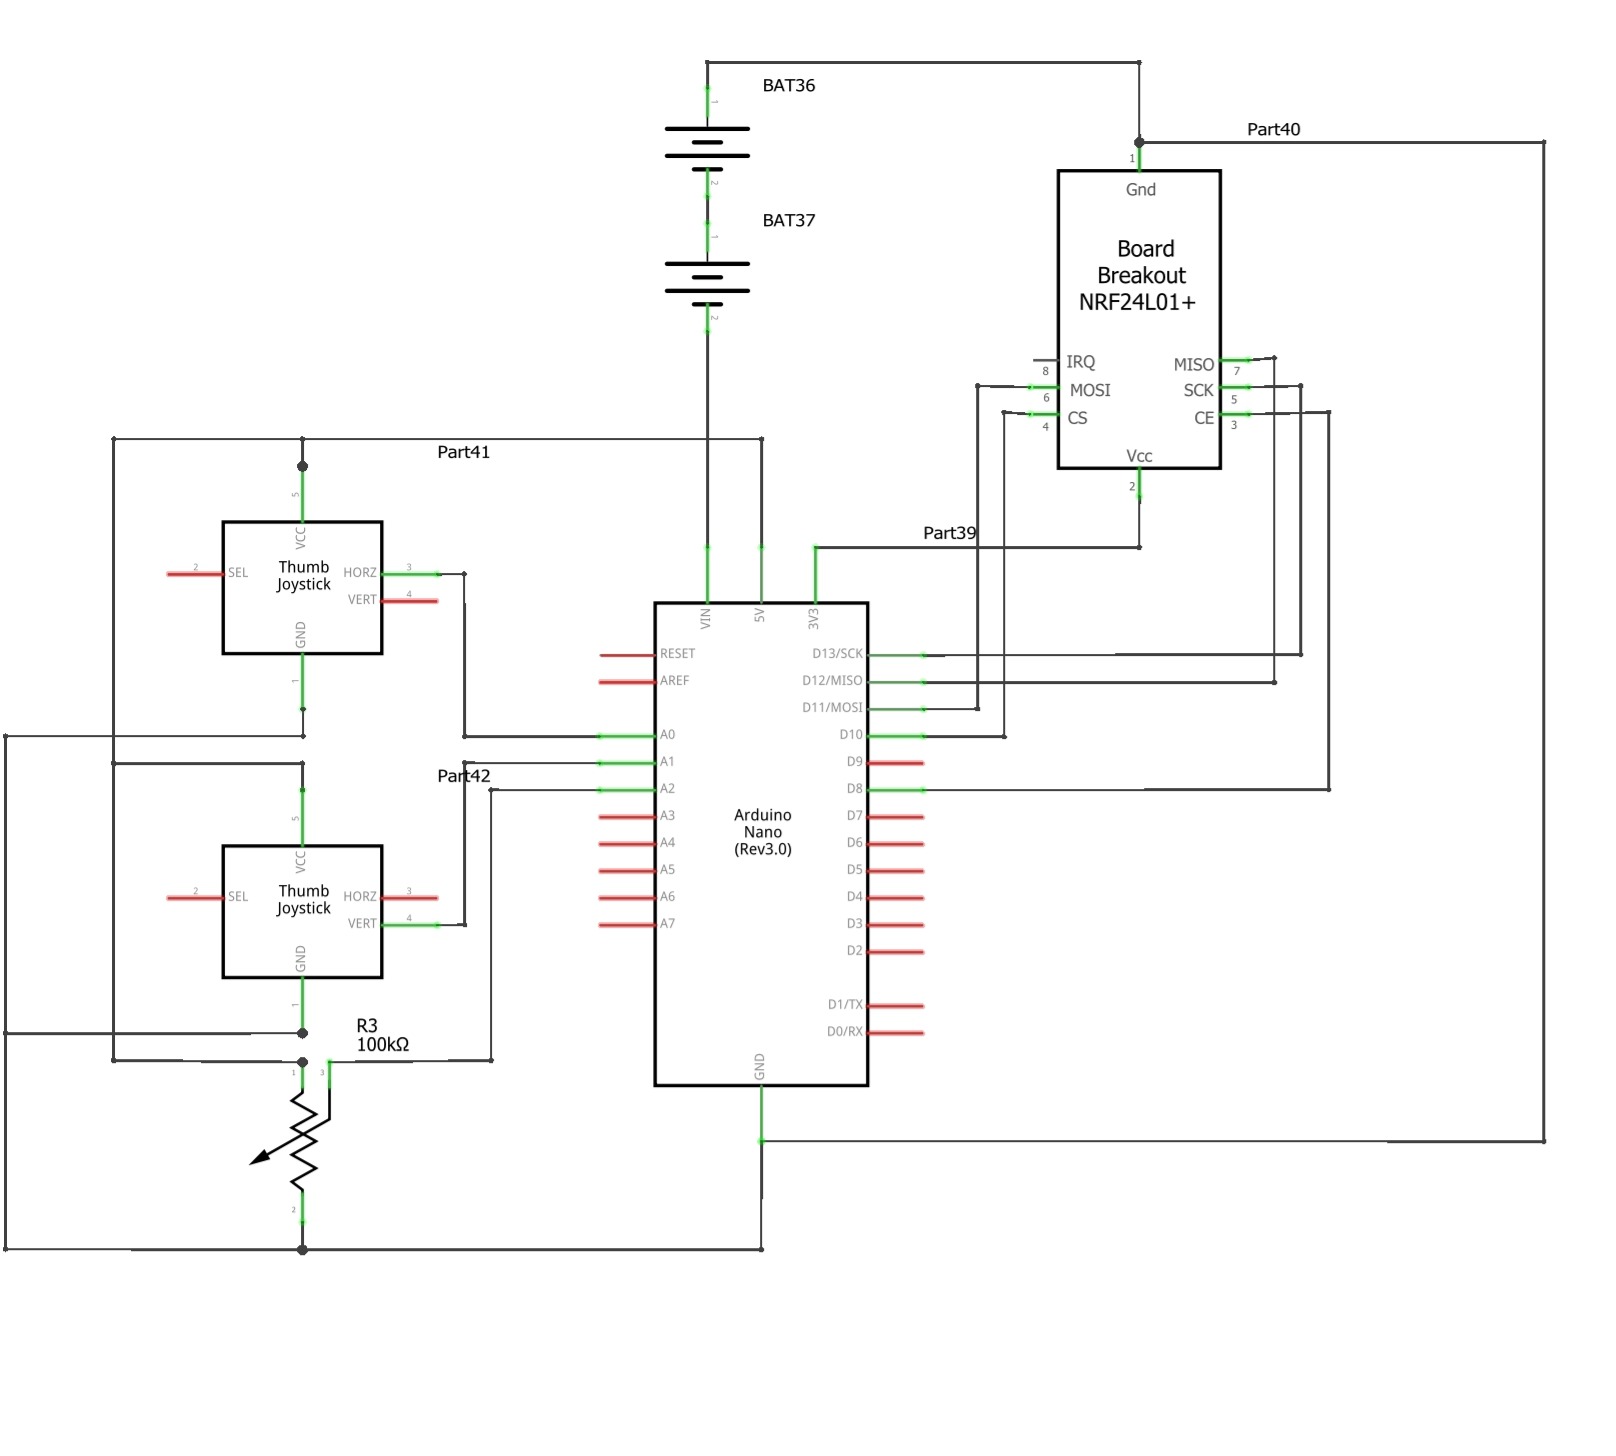 BAT36
1
2
BAT37
1
2
Part40
1
Gnd
Board
Breakout
NRF24L01+
IRQ
8
MOSI
6
CS
4
MISO
7
SCK
5
CE
3
Vcc
2
Part39
Part41
5
VCC
2
SEL
Thumb
Joystick
HORZ
3
VERT
4
GND
1
Part42
5
VCC
2
SEL
Thumb
Joystick
HORZ
3
VERT
4
GND
1
R3
100kΩ
1
3
2
VIN
5V
3V3
RESET
AREF
A0
A1
A2
A3
A4
A5
A6
A7
Arduino
Nano
(Rev3.0)
D13/SCK
D12/MISO
D11/MOSI
D10
D9
D8
D7
D6
D5
D4
D3
D2
D1/TX
D0/RX
GND